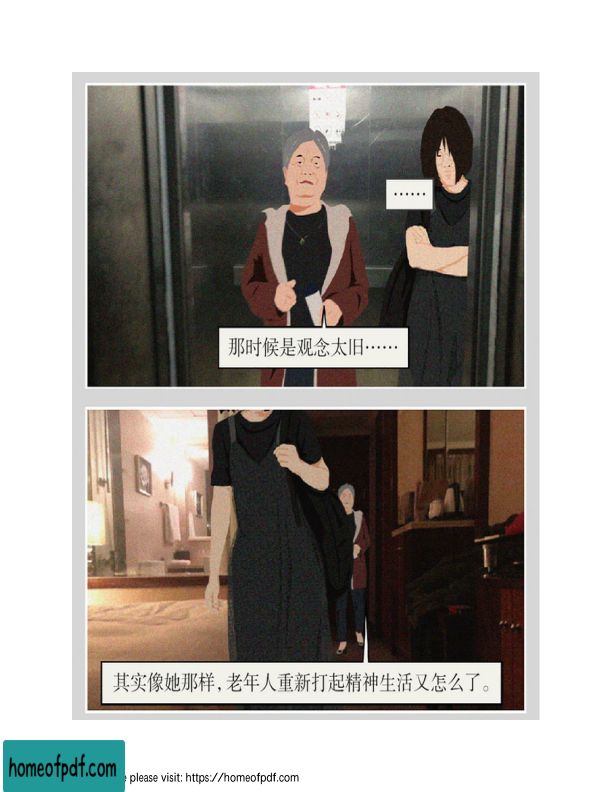 ……
那时候是观念太旧……
其实像她那样，老年人重新打起精神生活又怎么了。
homeofpdf.com
e please visit: https://homeofpdf.com